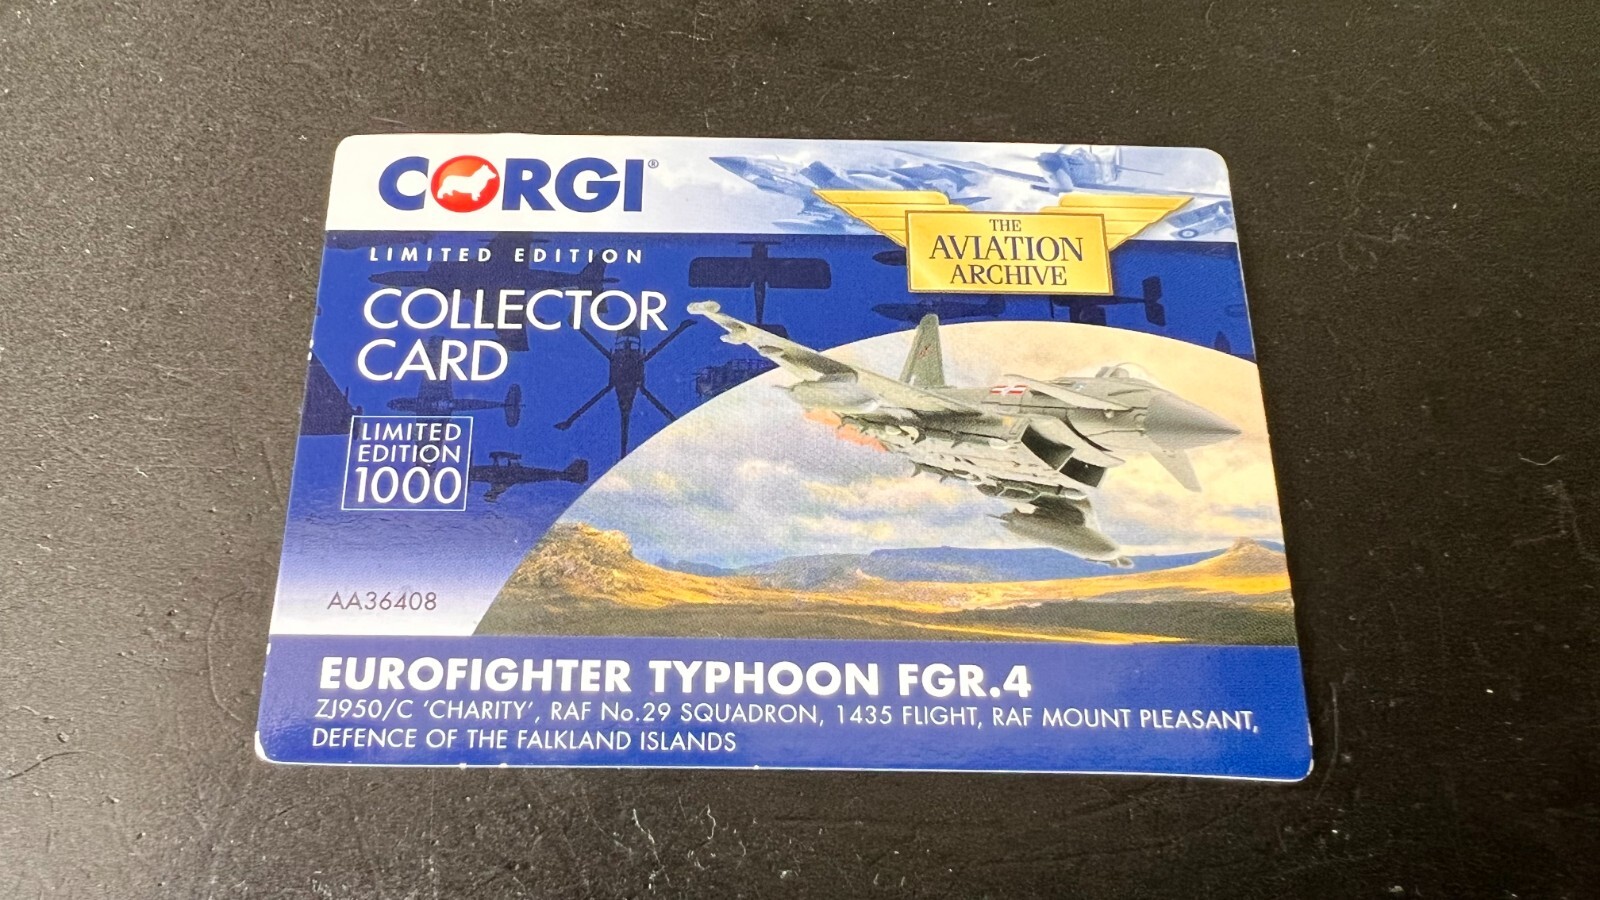 CORGI®
THE
AVIATION
ARCHIVE
LIMITED EDITION
COLLECTOR
CARD
LIMITED
EDITION
1000
AA36408
EUROFIGHTER TYPHOON FGR.4
ZJ950/C ‘CHARITY’, RAF No.29 SQUADRON, 1435 FLIGHT, RAF MOUNT PLEASANT,
DEFENCE OF THE FALKLAND ISLANDS